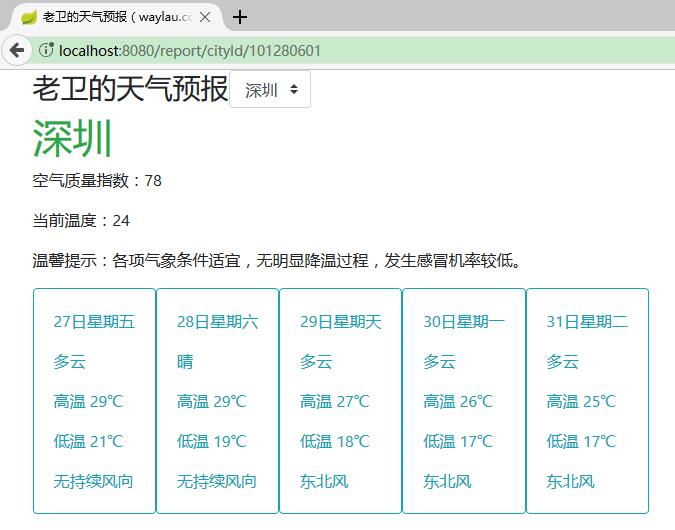 老卫的天气预报（waylau.co
localhost:8080/report/cityId/101280601
老卫的天气预报 深圳
深圳
空气质量指数：78
当前温度：24
温馨提示：各项气象条件适宜，无明显降温过程，发生感冒机率较低。
27日星期五
多云
高温 29℃
低温 21℃
无持续风向
28日星期六
晴
高温 29℃
低温 19℃
无持续风向
29日星期天
多云
高温 27℃
低温 18℃
东北风
30日星期一
多云
高温 26℃
低温 17℃
东北风
31日星期二
多云
高温 25℃
低温 17℃
东北风